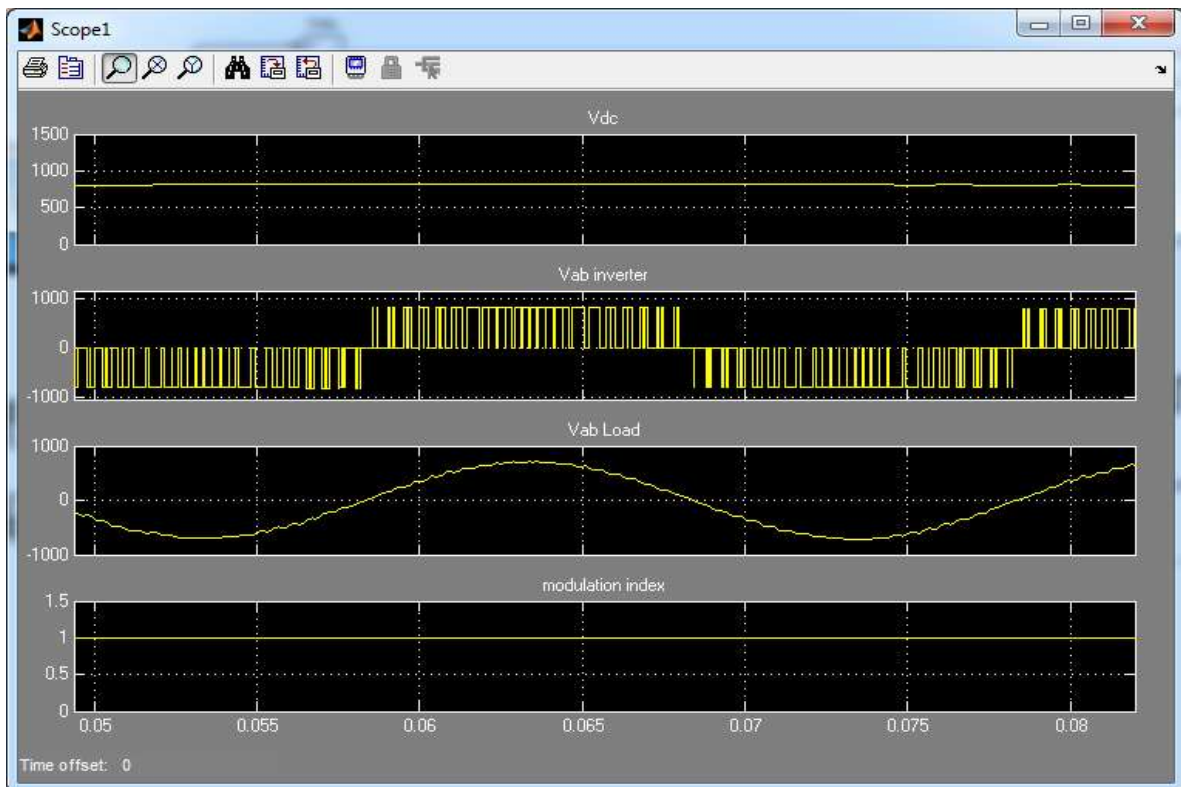 Scope1
Vdc
1500
1000
500
0
Vab inverter
1000
0
-1000
Vab Load
1000
0
-1000
modulation index
1.5
1
0.5
0
0.05 0.055 0.06 0.065 0.07 0.075 0.08
Time offset: 0